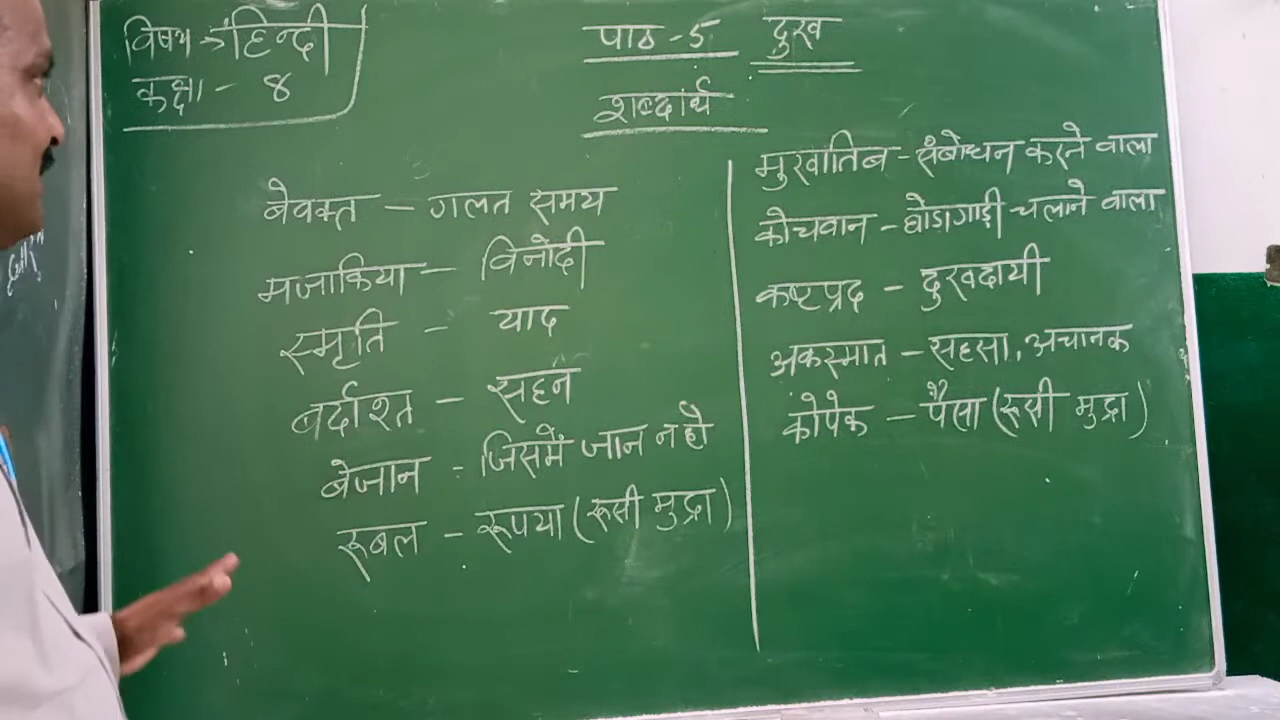 विषय → हिन्दी
कक्षा - ४
पाठ - 5 दुख
शब्दार्थ
बेवक्त - गलत समय
मजाकिया - विनोदी
स्मृति - याद
बर्दाश्त - सहन
बेजान - जिसमें जान न हो
रूबल - रूपया (रूसी मुद्रा)
मुखातिब - संबोधन करने वाला
कोचवान - घोडागाड़ी चलाने वाला
कष्टप्रद - दुखदायी
अकस्मात - सहसा, अचानक
कोपेक - पैसा (रूसी मुद्रा)